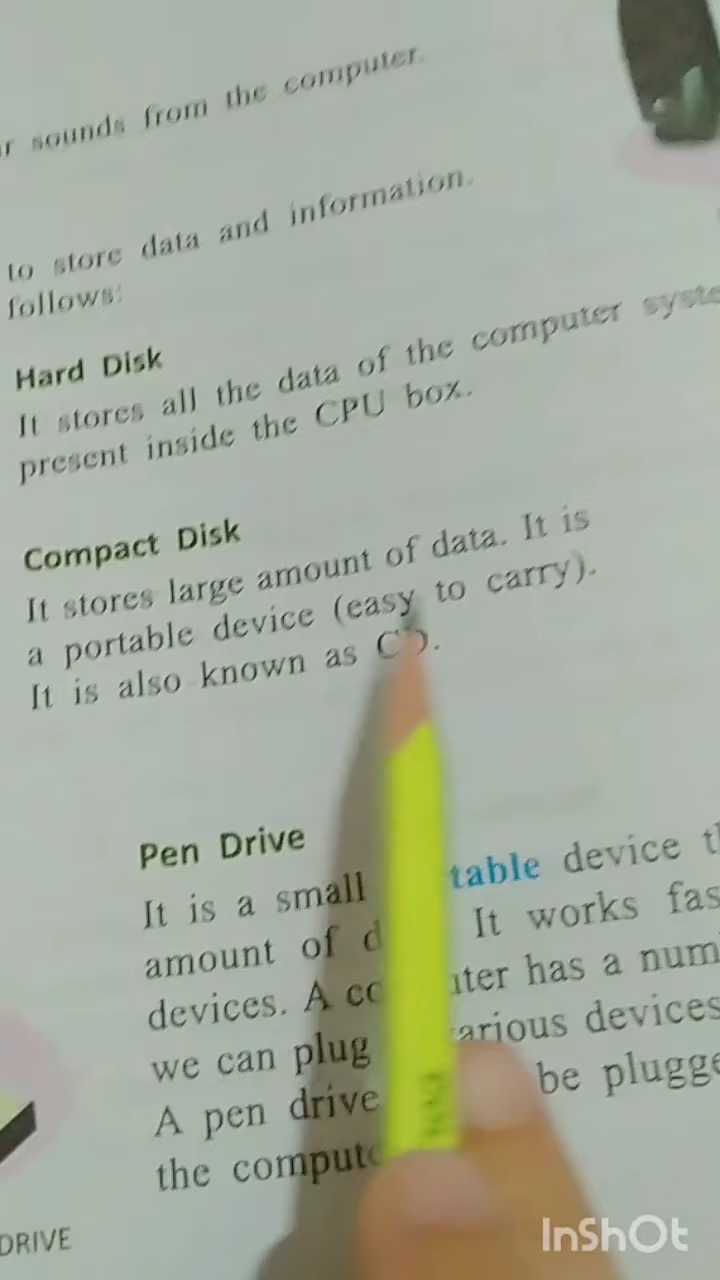 sounds from the computer.
to store data and information.
follows:
Hard Disk
It stores all the data of the computer
present inside the CPU box.
Compact Disk
It stores large amount of data. It is
a portable device (easy to carry).
It is also known as CD.
Pen Drive
It is a small table device
amount of It works
devices. A has a
we can plug devices
A pen drive be
the
DRIVE
InShOt